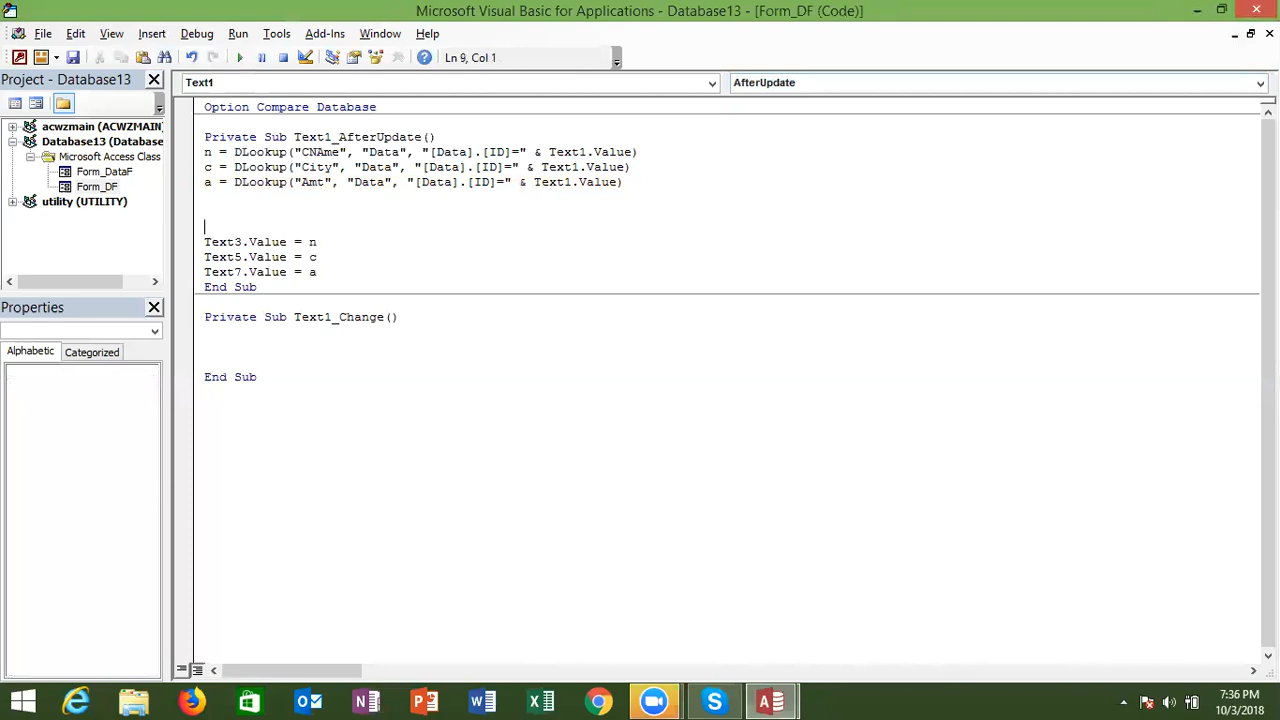 Microsoft Visual Basic for Applications - Database13 - [Form_DF (Code)]
File Edit View Insert Debug Run Tools Add-Ins Window Help
Ln 9, Col 1
Project - Database13
Text1
AfterUpdate
acwzmain (ACWZMAIN)
Database13 (Database
Microsoft Access Class
Form_DataF
Form_DF
utility (UTILITY)
Properties
Alphabetic Categorized
Option Compare Database
Private Sub Text1_AfterUpdate()
n = DLookup("CNAme", "Data", "[Data].[ID]=" & Text1.Value)
c = DLookup("City", "Data", "[Data].[ID]=" & Text1.Value)
a = DLookup("Amt", "Data", "[Data].[ID]=" & Text1.Value)
Text3.Value = n
Text5.Value = c
Text7.Value = a
End Sub
Private Sub Text1_Change()
End Sub
7:36 PM
10/3/2018